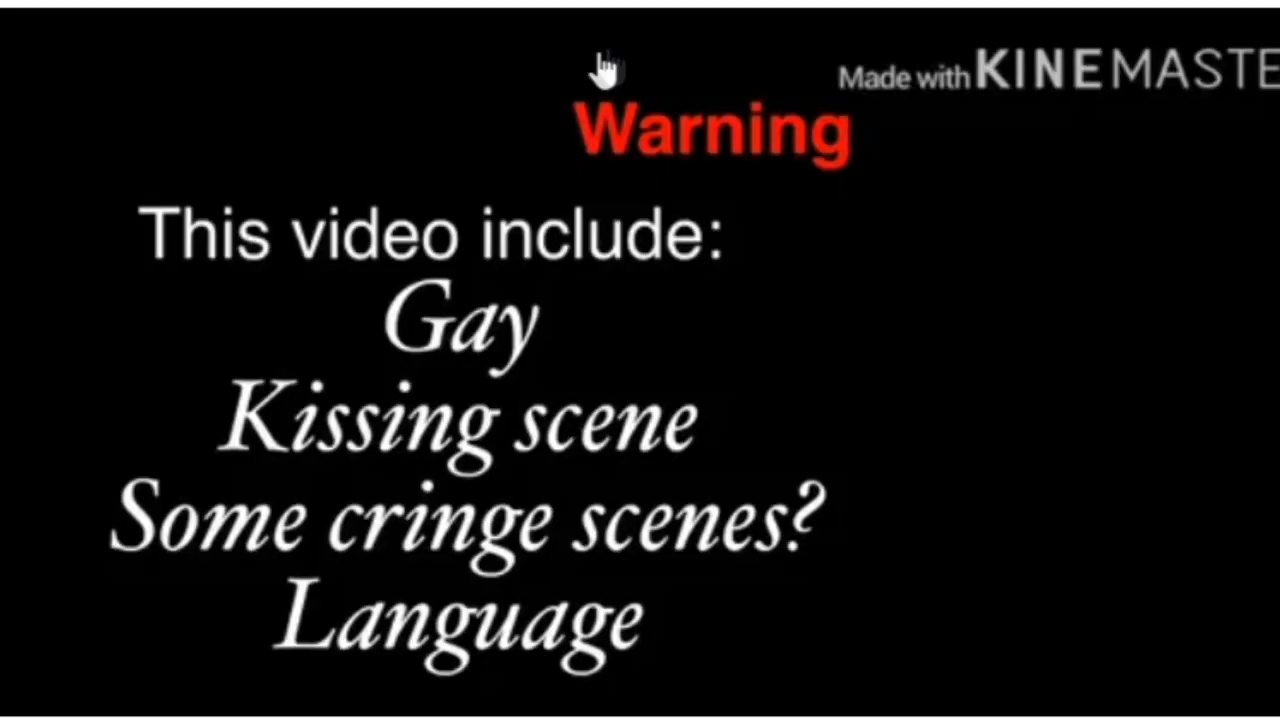 Made with KINEMASTE
Warning
This video include:
Gay
Kissing scene
Some cringe scenes?
Language